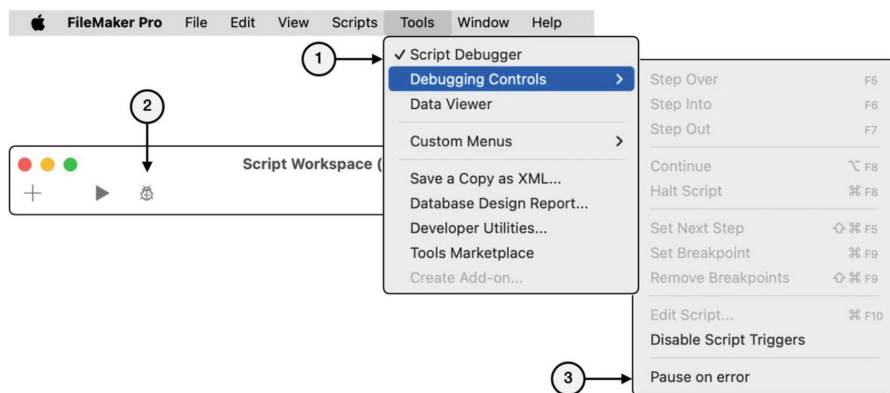 FileMaker Pro File Edit View Scripts Tools Window Help
1
✓ Script Debugger
Debugging Controls >
Data Viewer
Custom Menus >
Save a Copy as XML...
Database Design Report...
Developer Utilities...
Tools Marketplace
Create Add-on...
2
Script Workspace (
Step Over F5
Step Into F6
Step Out F7
Continue ⌥ F8
Halt Script ⌘ F8
Set Next Step ⇧ ⌘ F5
Set Breakpoint ⌘ F9
Remove Breakpoints ⇧ ⌘ F9
Edit Script... ⌘ F10
Disable Script Triggers
3
Pause on error